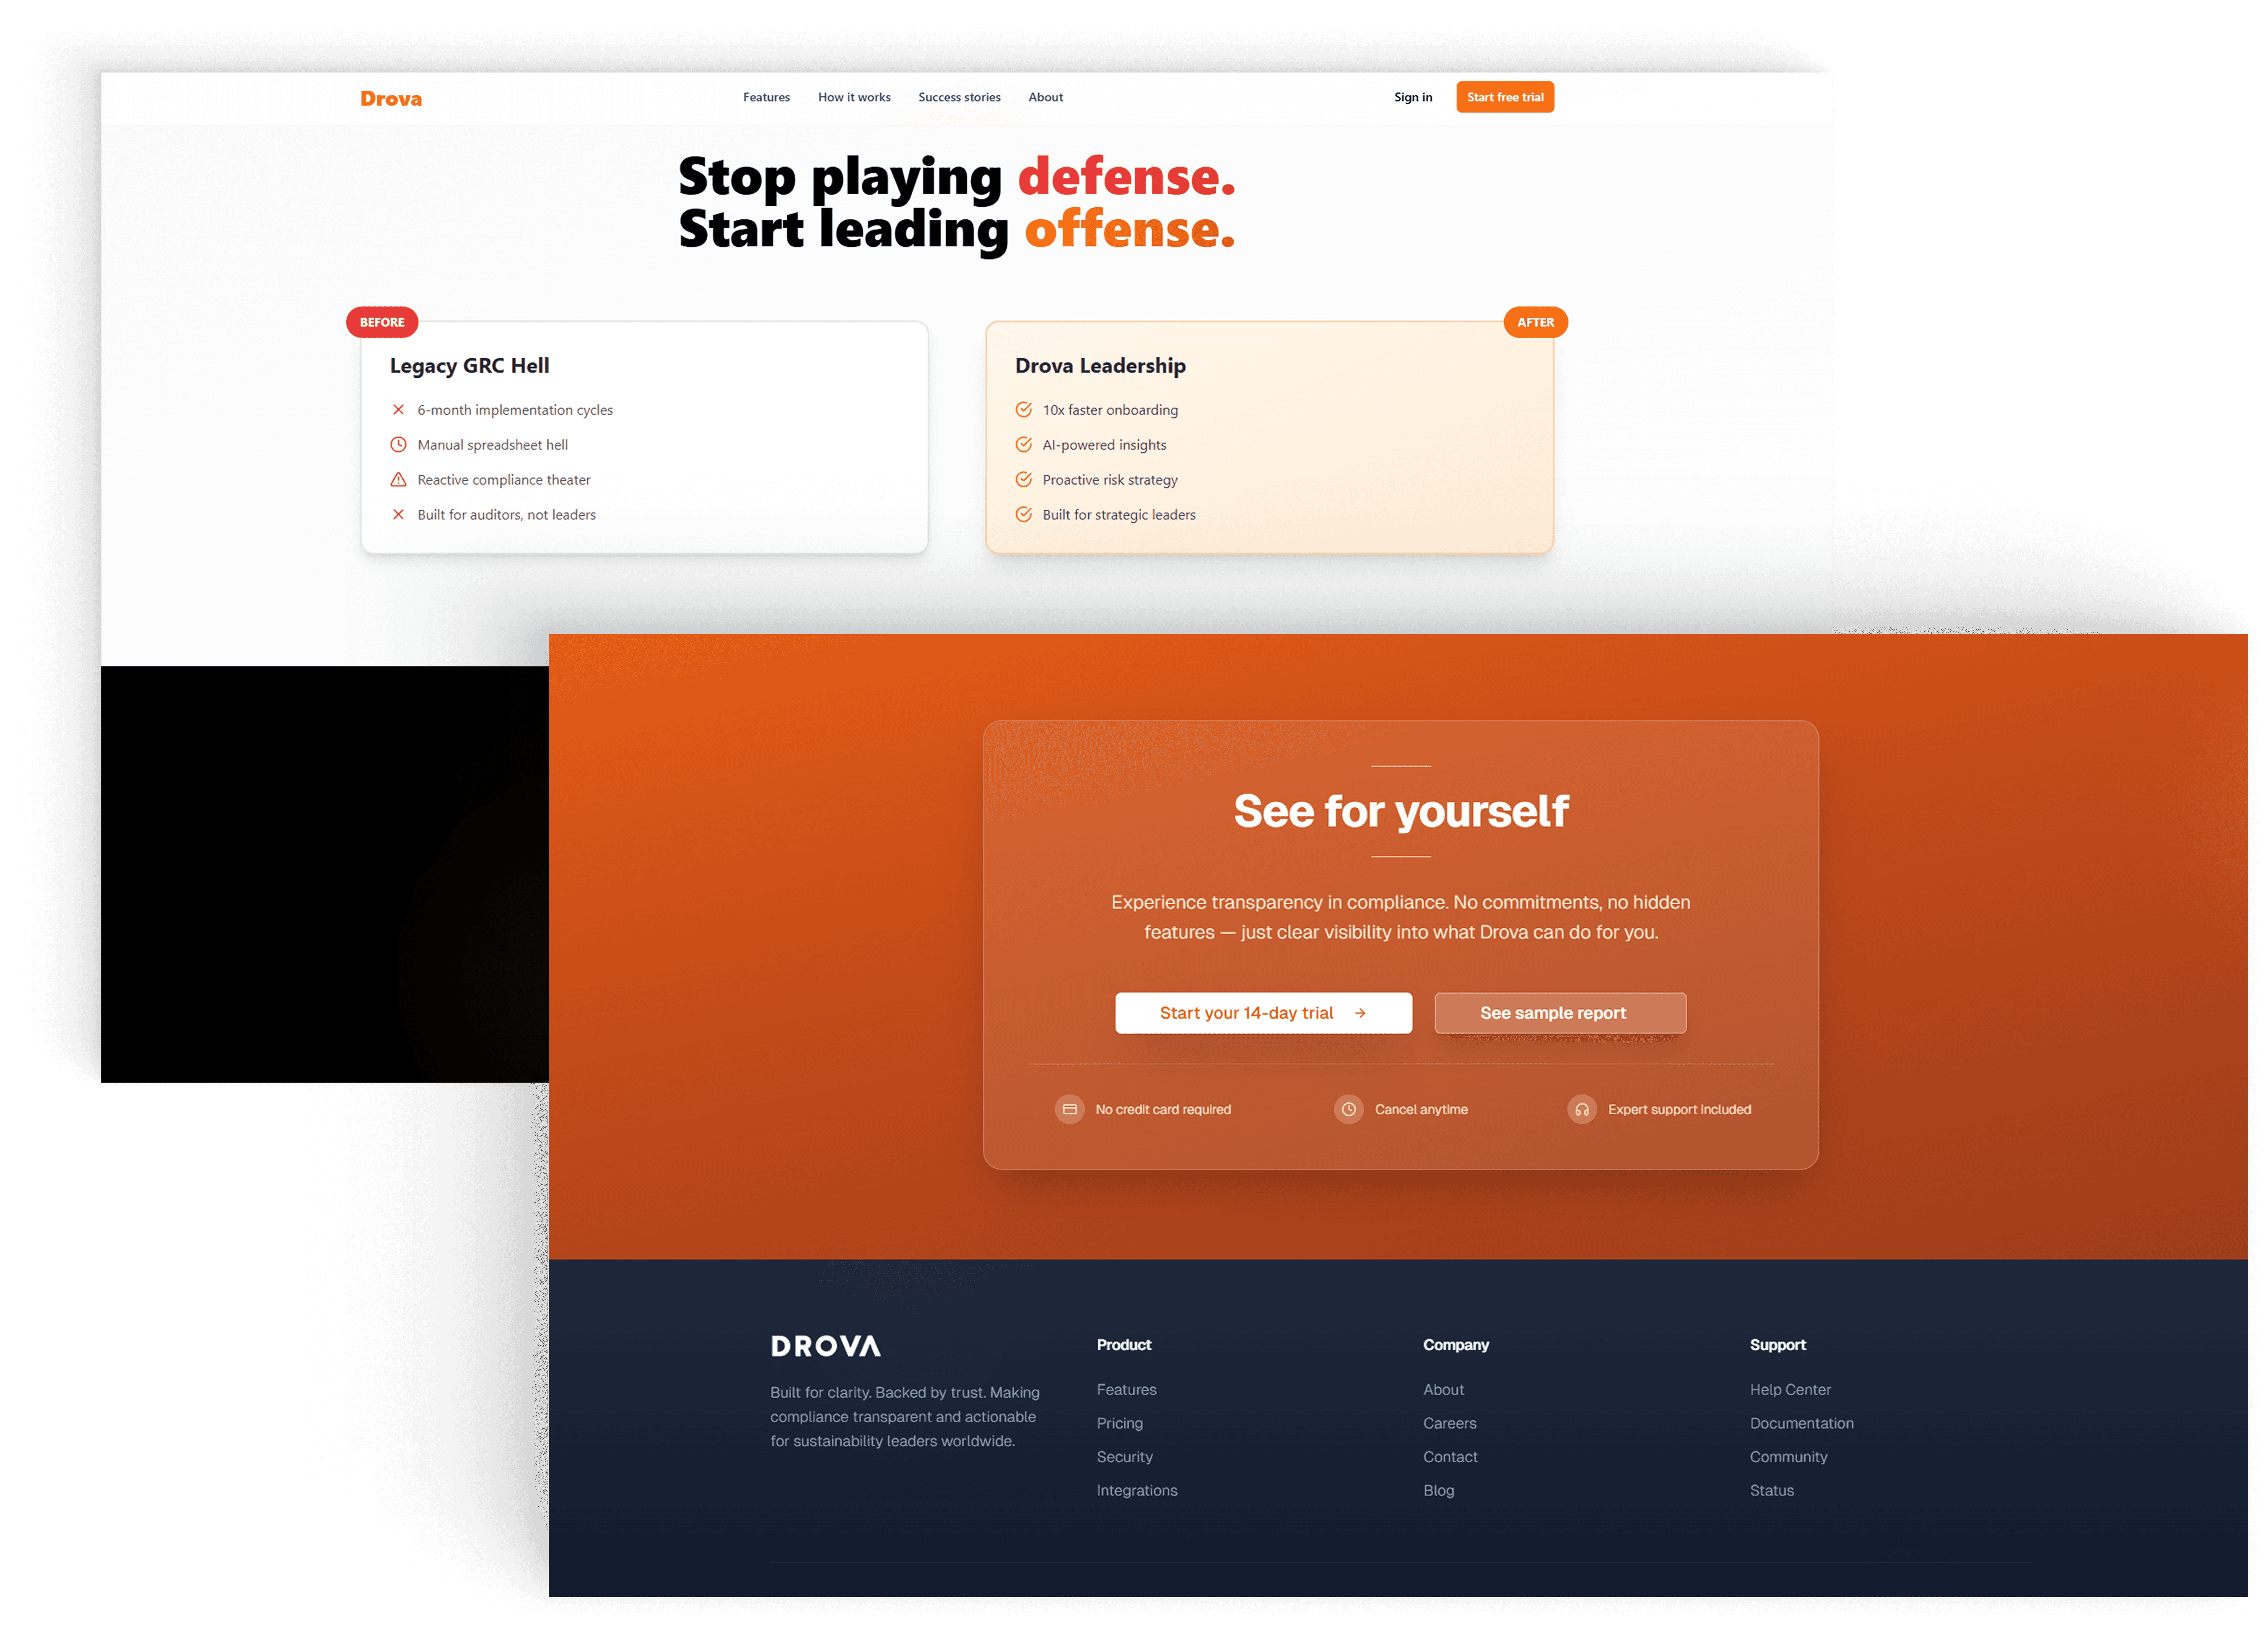 Drova
Features
How it works
Success stories
About
Sign in
Start free trial
Stop playing defense.
Start leading offense.
BEFORE
Legacy GRC Hell
6-month implementation cycles
Manual spreadsheet hell
Reactive compliance theater
Built for auditors, not leaders
AFTER
Drova Leadership
10x faster onboarding
AI-powered insights
Proactive risk strategy
Built for strategic leaders
See for yourself
Experience transparency in compliance. No commitments, no hidden
features — just clear visibility into what Drova can do for you.
Start your 14-day trial →
See sample report
No credit card required
Cancel anytime
Expert support included
DROVA
Built for clarity. Backed by trust. Making
compliance transparent and actionable
for sustainability leaders worldwide.
Product
Features
Pricing
Security
Integrations
Company
About
Careers
Contact
Blog
Support
Help Center
Documentation
Community
Status